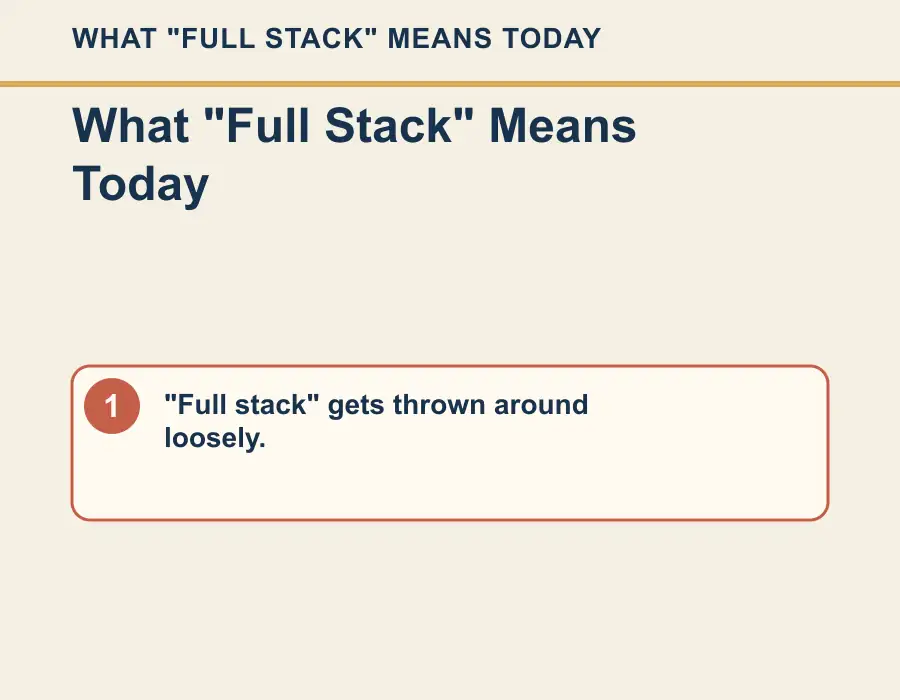 WHAT "FULL STACK" MEANS TODAY
What "Full Stack" Means
Today
1
"Full stack" gets thrown around
loosely.